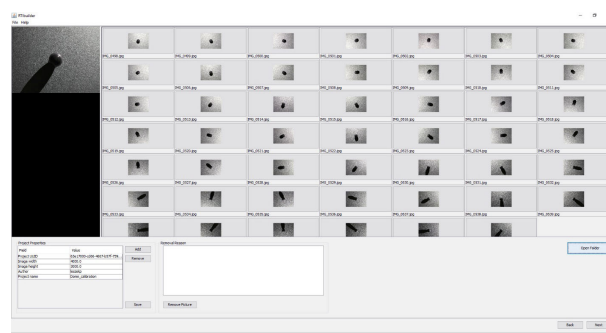 RTIbuilder
File Help
IMG_0498.jpg IMG_0499.jpg IMG_0500.jpg IMG_0501.jpg IMG_0502.jpg IMG_0503.jpg IMG_0504.jpg
IMG_0505.jpg IMG_0506.jpg IMG_0507.jpg IMG_0508.jpg IMG_0509.jpg IMG_0510.jpg IMG_0511.jpg
IMG_0512.jpg IMG_0513.jpg IMG_0514.jpg IMG_0515.jpg IMG_0516.jpg IMG_0517.jpg IMG_0518.jpg
IMG_0519.jpg IMG_0520.jpg IMG_0521.jpg IMG_0522.jpg IMG_0523.jpg IMG_0524.jpg IMG_0525.jpg
IMG_0526.jpg IMG_0527.jpg IMG_0528.jpg IMG_0529.jpg IMG_0530.jpg IMG_0531.jpg IMG_0532.jpg
IMG_0533.jpg IMG_0534.jpg IMG_0535.jpg IMG_0536.jpg IMG_0537.jpg IMG_0538.jpg IMG_0539.jpg
Project Properties Removal Reason
Field Value Add Open Folder
Project UUID
Remove
Image width 4000.0
Image height
Author
Project name Dome_calibration
Save Remove Picture
Back Next